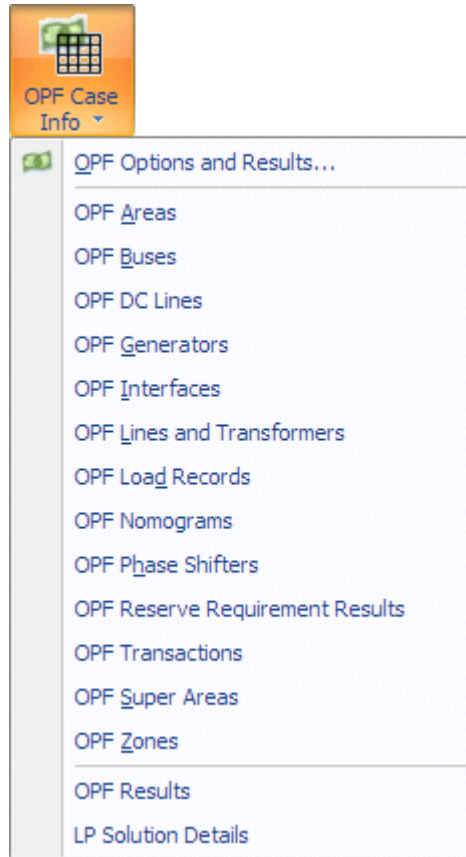 OPF Case
Info
OPF Options and Results...
OPF Areas
OPF Buses
OPF DC Lines
OPF Generators
OPF Interfaces
OPF Lines and Transformers
OPF Load Records
OPF Nomograms
OPF Phase Shifters
OPF Reserve Requirement Results
OPF Transactions
OPF Super Areas
OPF Zones
OPF Results
LP Solution Details